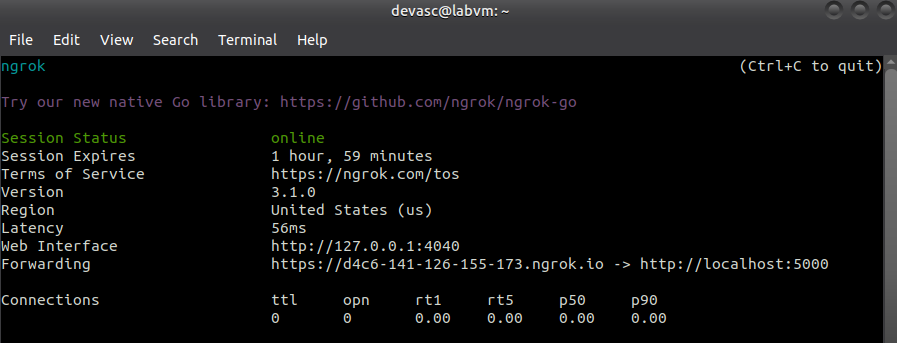 devasc@labvm: ~
File Edit View Search Terminal Help
ngrok (Ctrl+C to quit)
Try our new native Go library: https://github.com/ngrok/ngrok-go
Session Status online
Session Expires 1 hour, 59 minutes
Terms of Service https://ngrok.com/tos
Version 3.1.0
Region United States (us)
Latency 56ms
Web Interface http://127.0.0.1:4040
Forwarding https://d4c6-141-126-155-173.ngrok.io -> http://localhost:5000
Connections ttl opn rt1 rt5 p50 p90
0 0 0.00 0.00 0.00 0.00